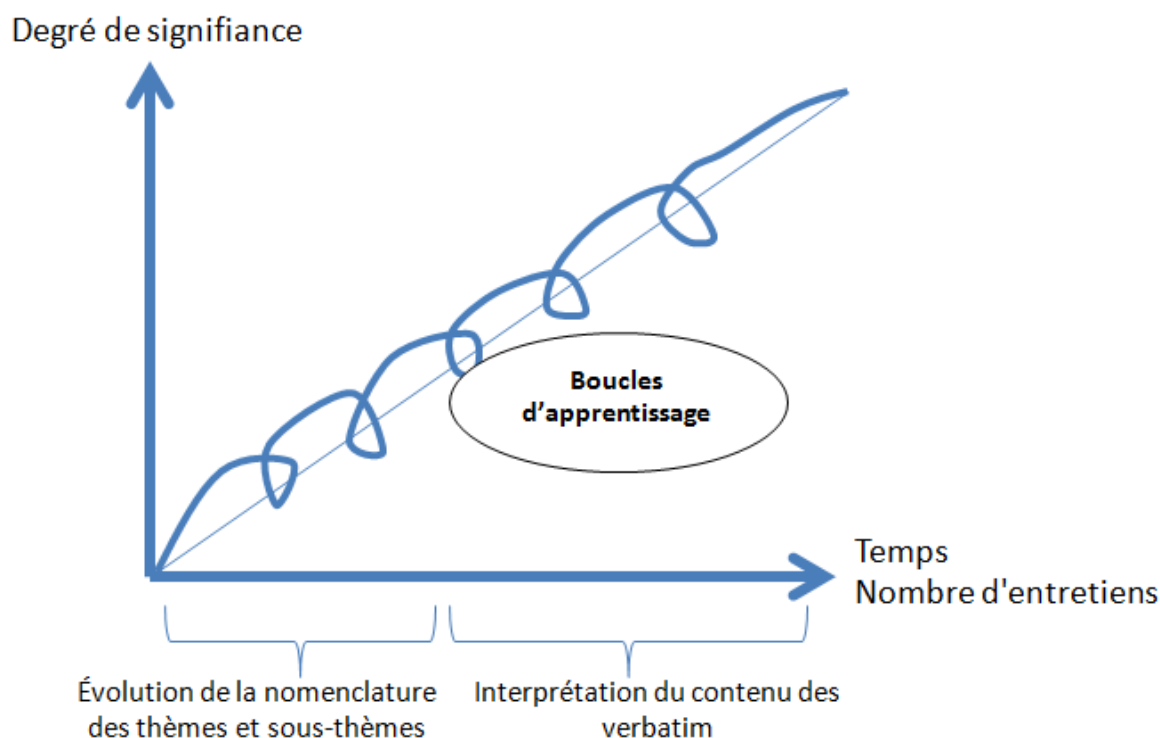 Degré de signifiance
Boucles
d’apprentissage
Temps
Nombre d'entretiens
Évolution de la nomenclature
des thèmes et sous-thèmes
Interprétation du contenu des
verbatim